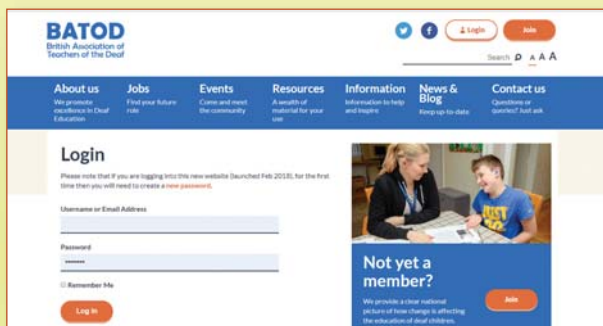 BATOD
British Association of
Teachers of the Deaf
Login
Join
Search
A A A
About us
We promote
excellence in Deaf
Education
Jobs
Find your future
role
Events
Come and meet
the community
Resources
A wealth of
material for your
use
Information
Information to help
and inspire
News &
Blog
Keep up-to-date
Contact us
Questions or
queries? Just ask
Login
Please note that if you are logging into this new website (launched Feb 2019), for the first
time then you will need to create a new password.
Username or Email Address
Password
Remember Me
Log In
Not yet a
member?
We provide a clear national
picture of how change is affecting
the education of deaf children.
Join